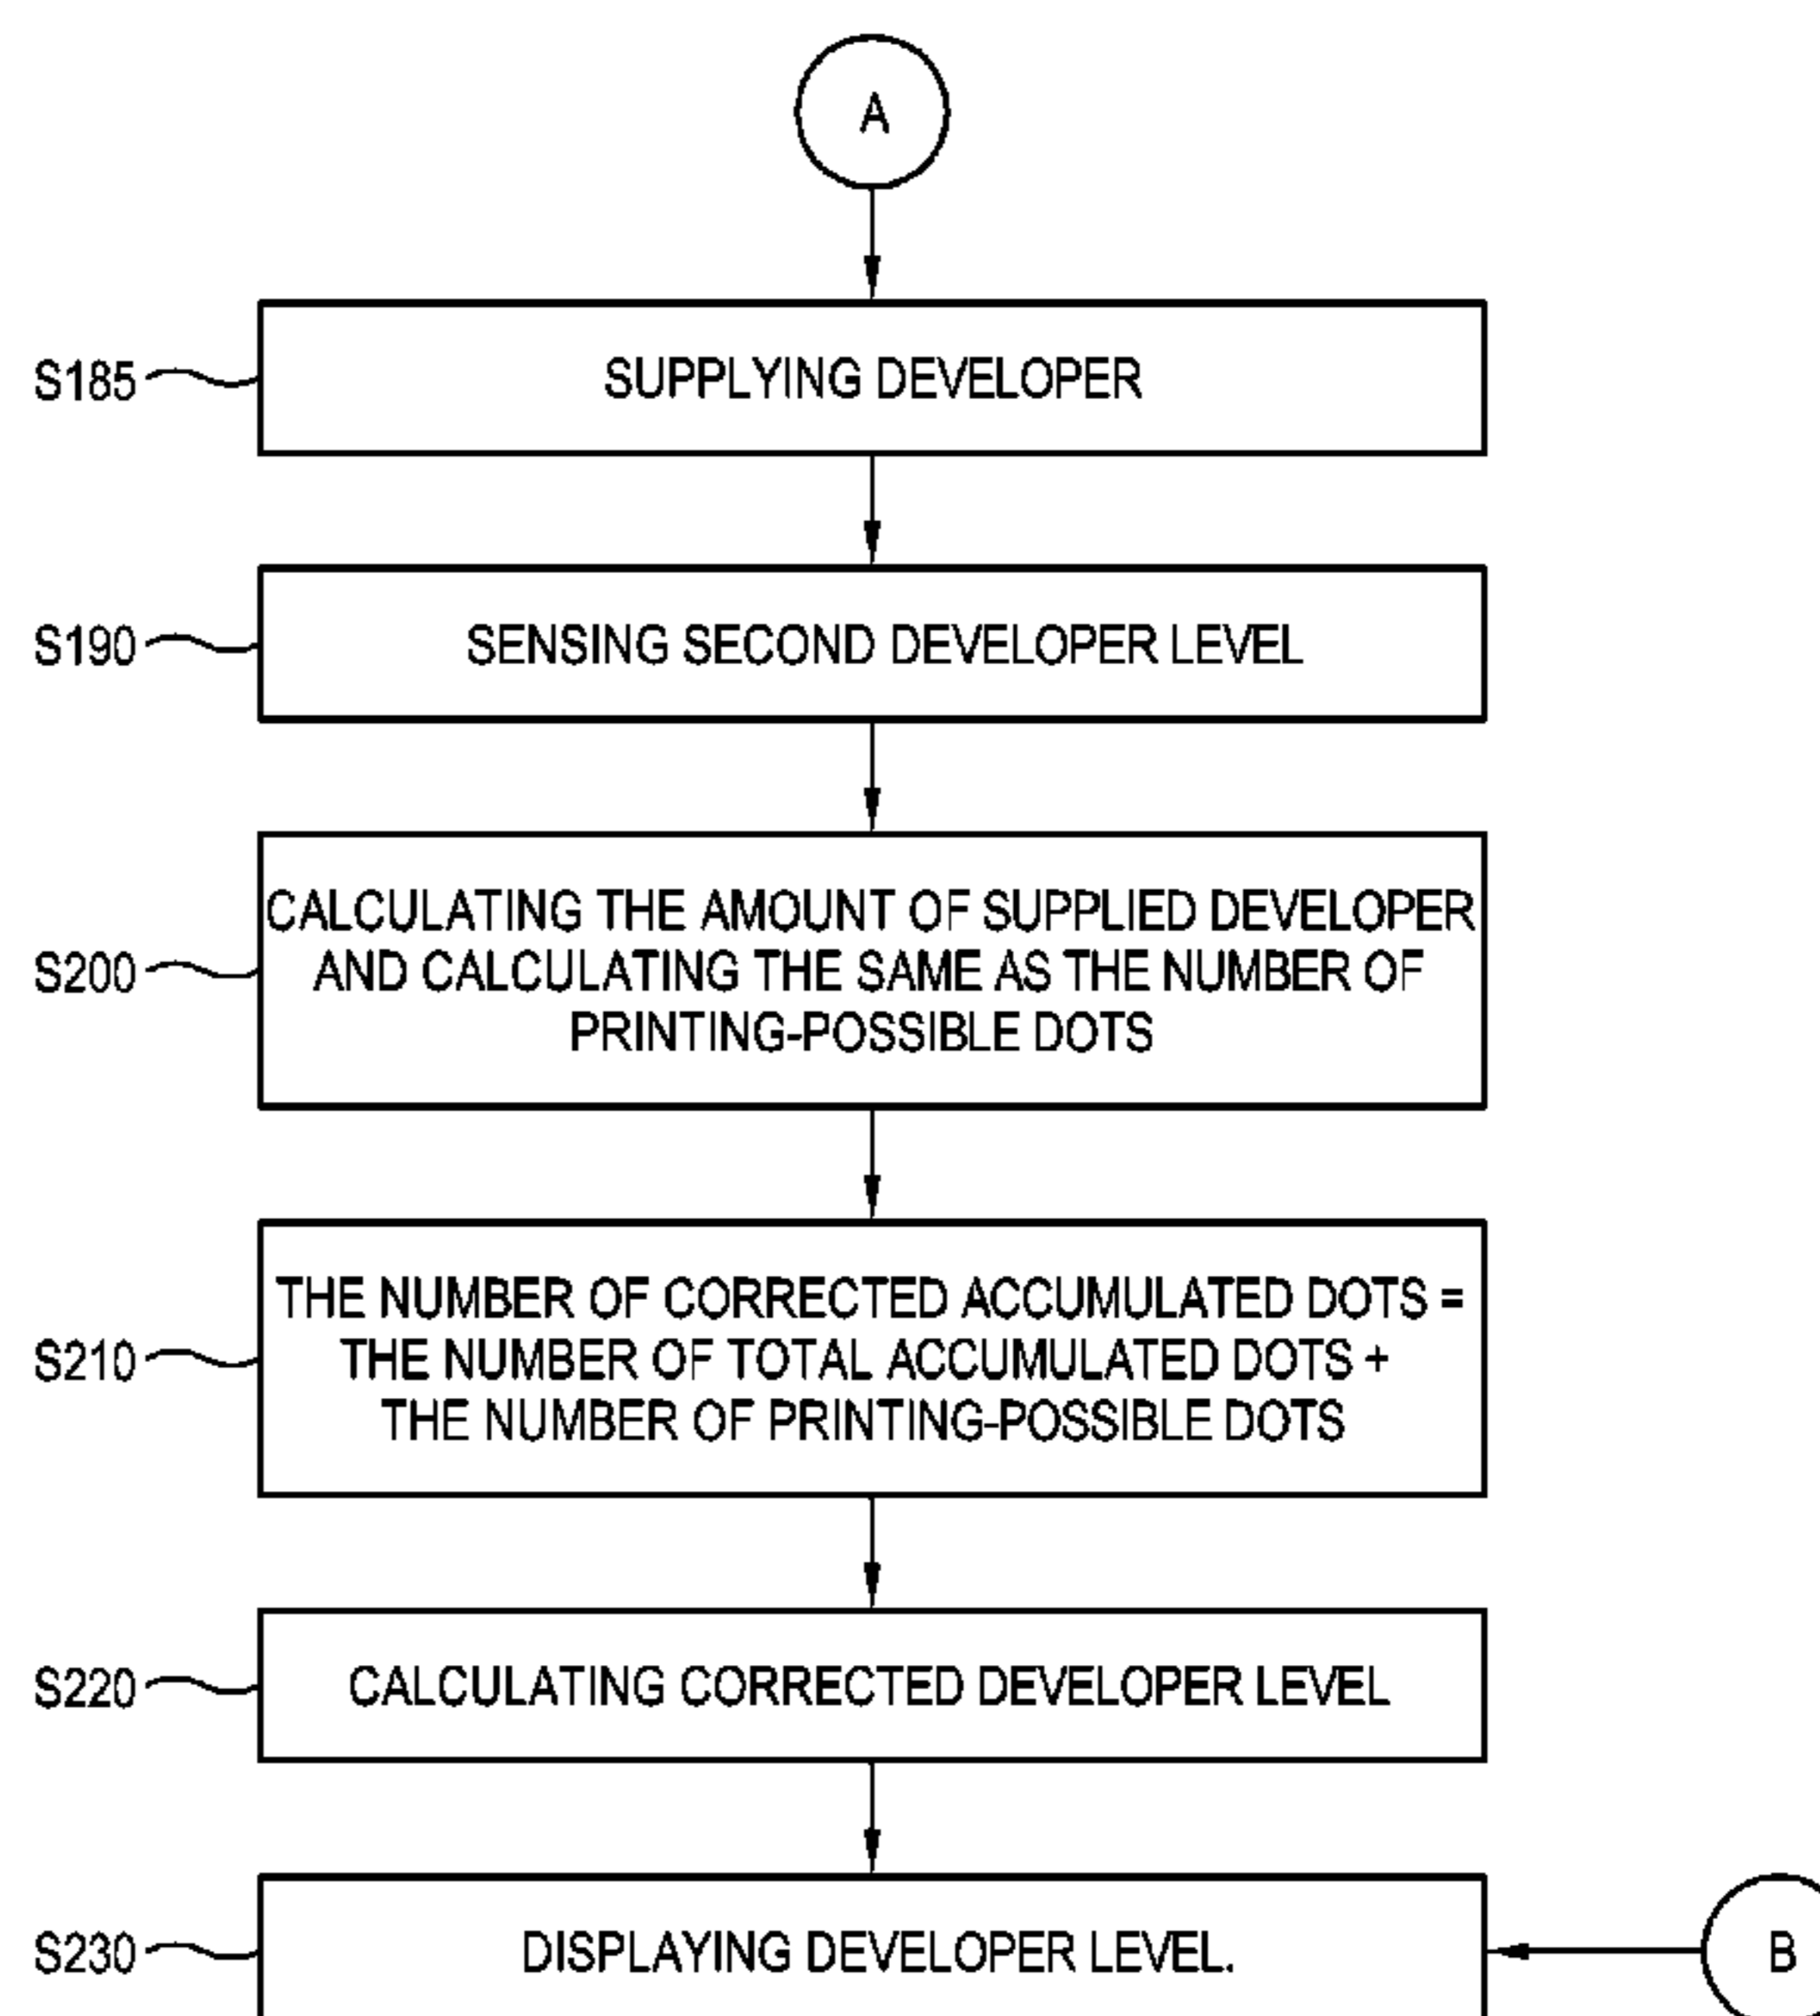 A
S185
SUPPLYING DEVELOPER
S190
SENSING SECOND DEVELOPER LEVEL
S200
CALCULATING THE AMOUNT OF SUPPLIED DEVELOPER
AND CALCULATING THE SAME AS THE NUMBER OF
PRINTING-POSSIBLE DOTS
S210
THE NUMBER OF CORRECTED ACCUMULATED DOTS =
THE NUMBER OF TOTAL ACCUMULATED DOTS +
THE NUMBER OF PRINTING-POSSIBLE DOTS
S220
CALCULATING CORRECTED DEVELOPER LEVEL
S230
DISPLAYING DEVELOPER LEVEL.
B